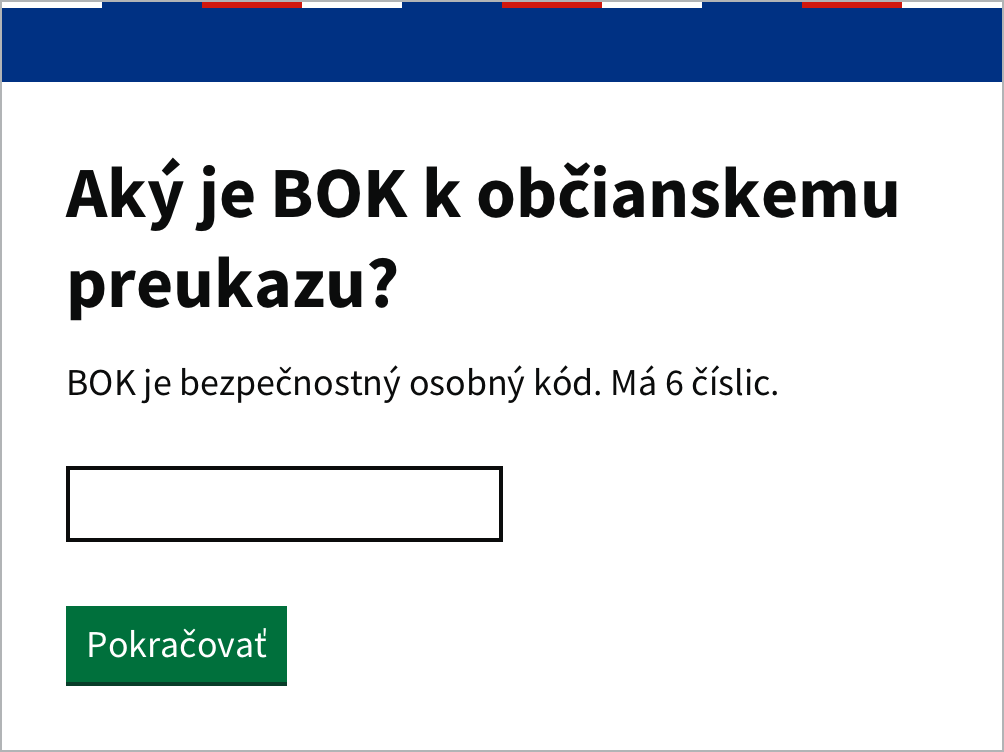 Aký je BOK k občianskemu
preukazu?
BOK je bezpečnostný osobný kód. Má 6 číslic.
Pokračovať